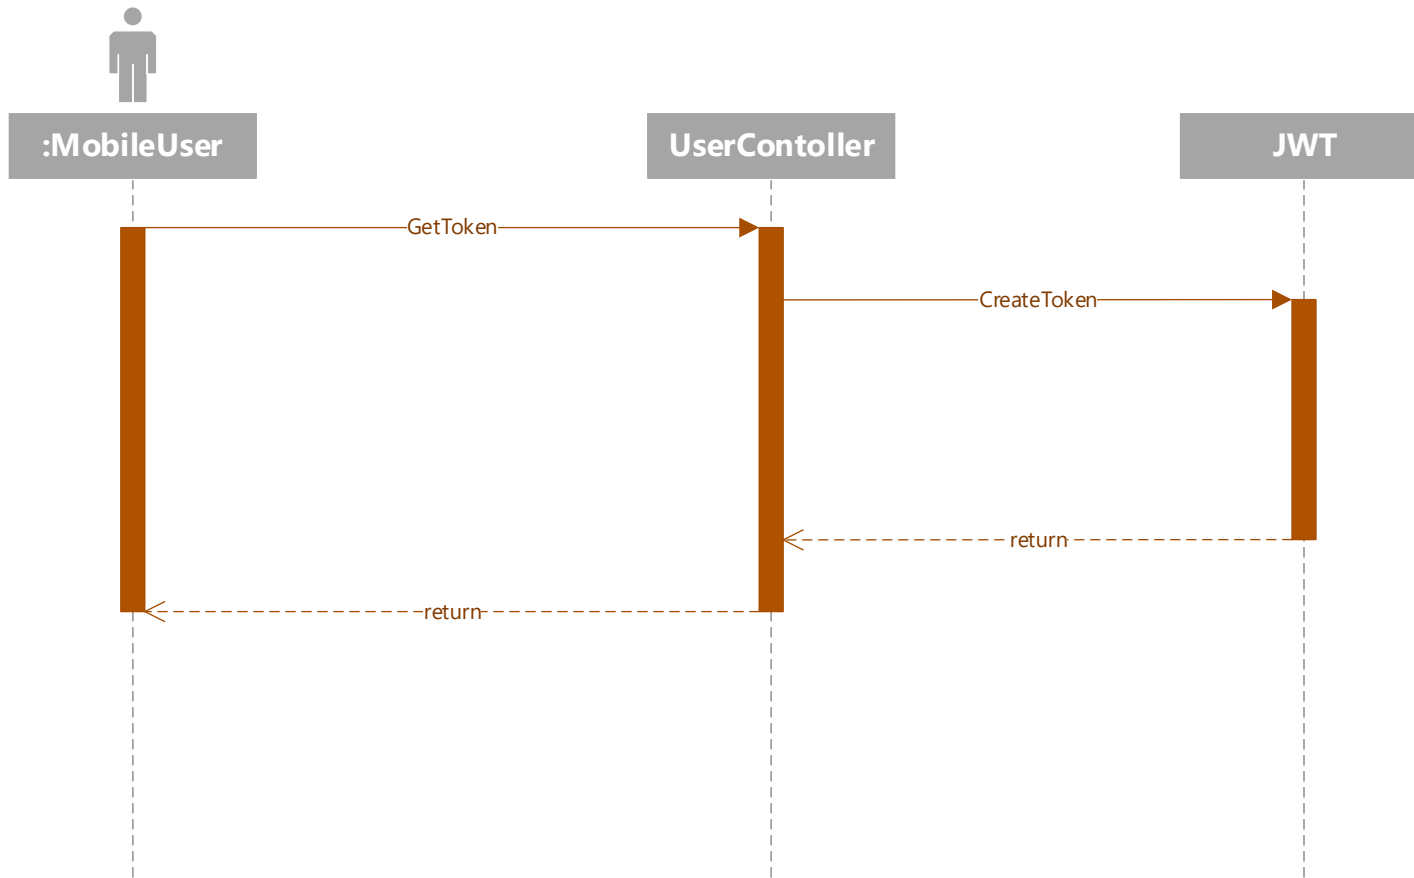 :MobileUser
UserContoller
JWT
GetToken
CreateToken
return
return